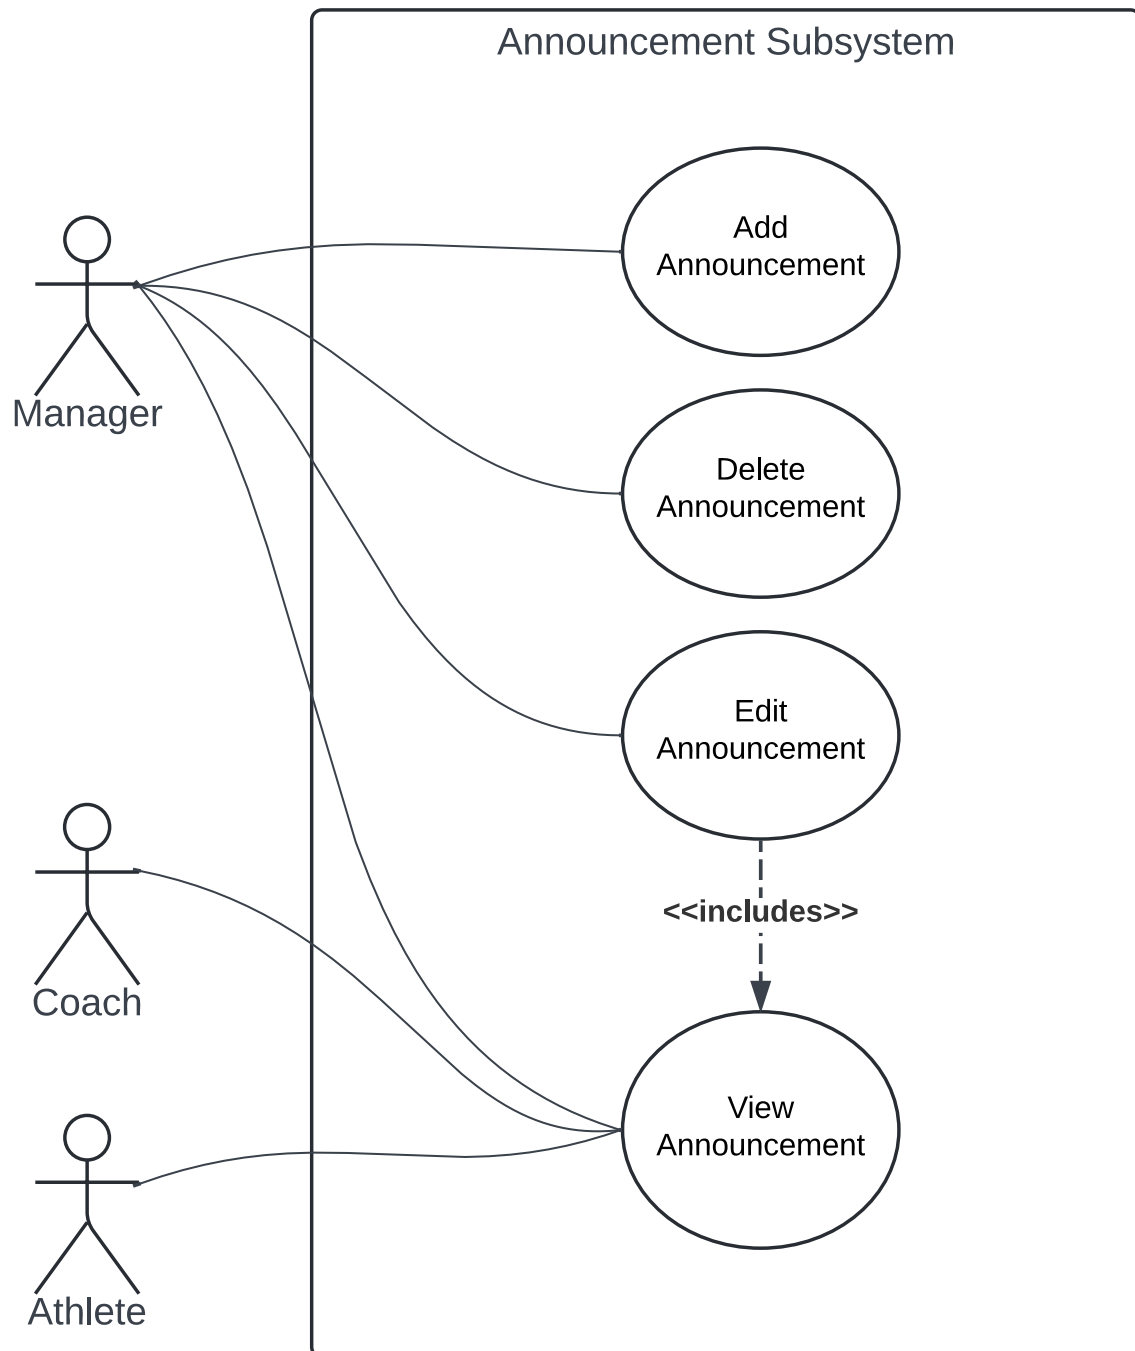 Announcement Subsystem
Add
Announcement
Manager
Delete
Announcement
Edit
Announcement
<<includes>>
Coach
View
Announcement
Athlete